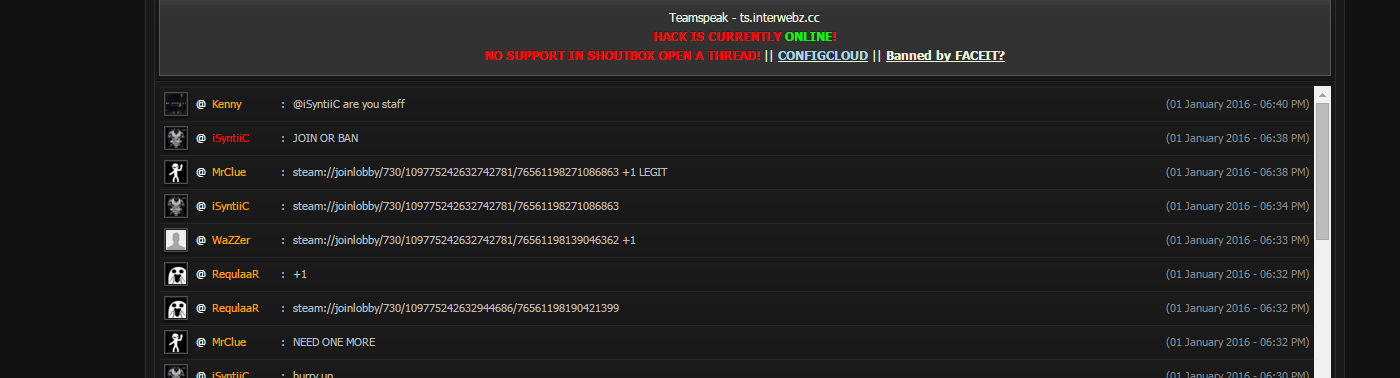 Teamspeak - ts.interwebz.cc
HACK IS CURRENTLY ONLINE!
NO SUPPORT IN SHOUTBOX OPEN A THREAD! || CONFIGCLOUD || Banned by FACEIT?
@ Kenny : @iSyntiiC are you staff (01 January 2016 - 06:40 PM)
@ iSyntiiC : JOIN OR BAN (01 January 2016 - 06:38 PM)
@ MrClue : steam://joinlobby/730/109775242632742781/76561198271086863 +1 LEGIT (01 January 2016 - 06:38 PM)
@ iSyntiiC : steam://joinlobby/730/109775242632742781/76561198271086863 (01 January 2016 - 06:34 PM)
@ WaZZer : steam://joinlobby/730/109775242632742781/76561198139046362 +1 (01 January 2016 - 06:33 PM)
@ RequlaaR : +1 (01 January 2016 - 06:32 PM)
@ RequlaaR : steam://joinlobby/730/109775242632944686/76561198190421399 (01 January 2016 - 06:32 PM)
@ MrClue : NEED ONE MORE (01 January 2016 - 06:32 PM)
@ iSyntiiC : hurry up (01 January 2016 - 06:30 PM)